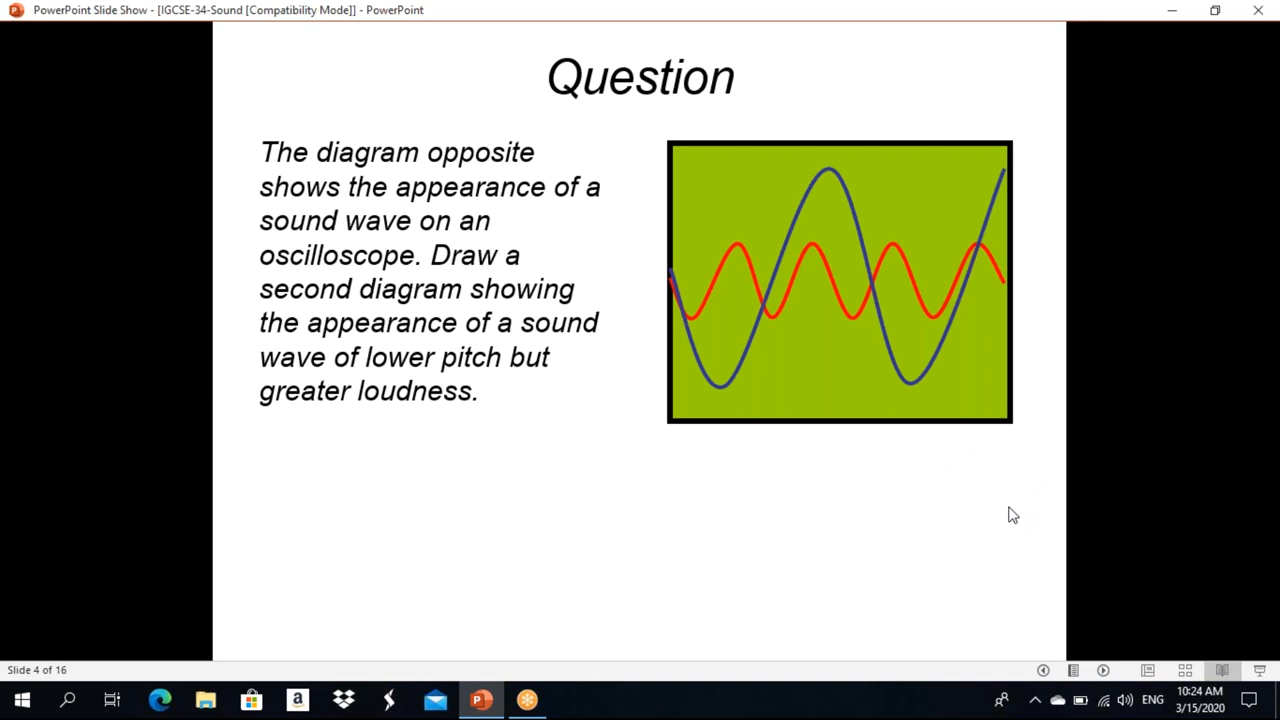 PowerPoint Slide Show - [IGCSE-34-Sound [Compatibility Mode]] - PowerPoint
Question
The diagram opposite
shows the appearance of a
sound wave on an
oscilloscope. Draw a
second diagram showing
the appearance of a sound
wave of lower pitch but
greater loudness.
Slide 4 of 16
ENG
10:24 AM
3/15/2020